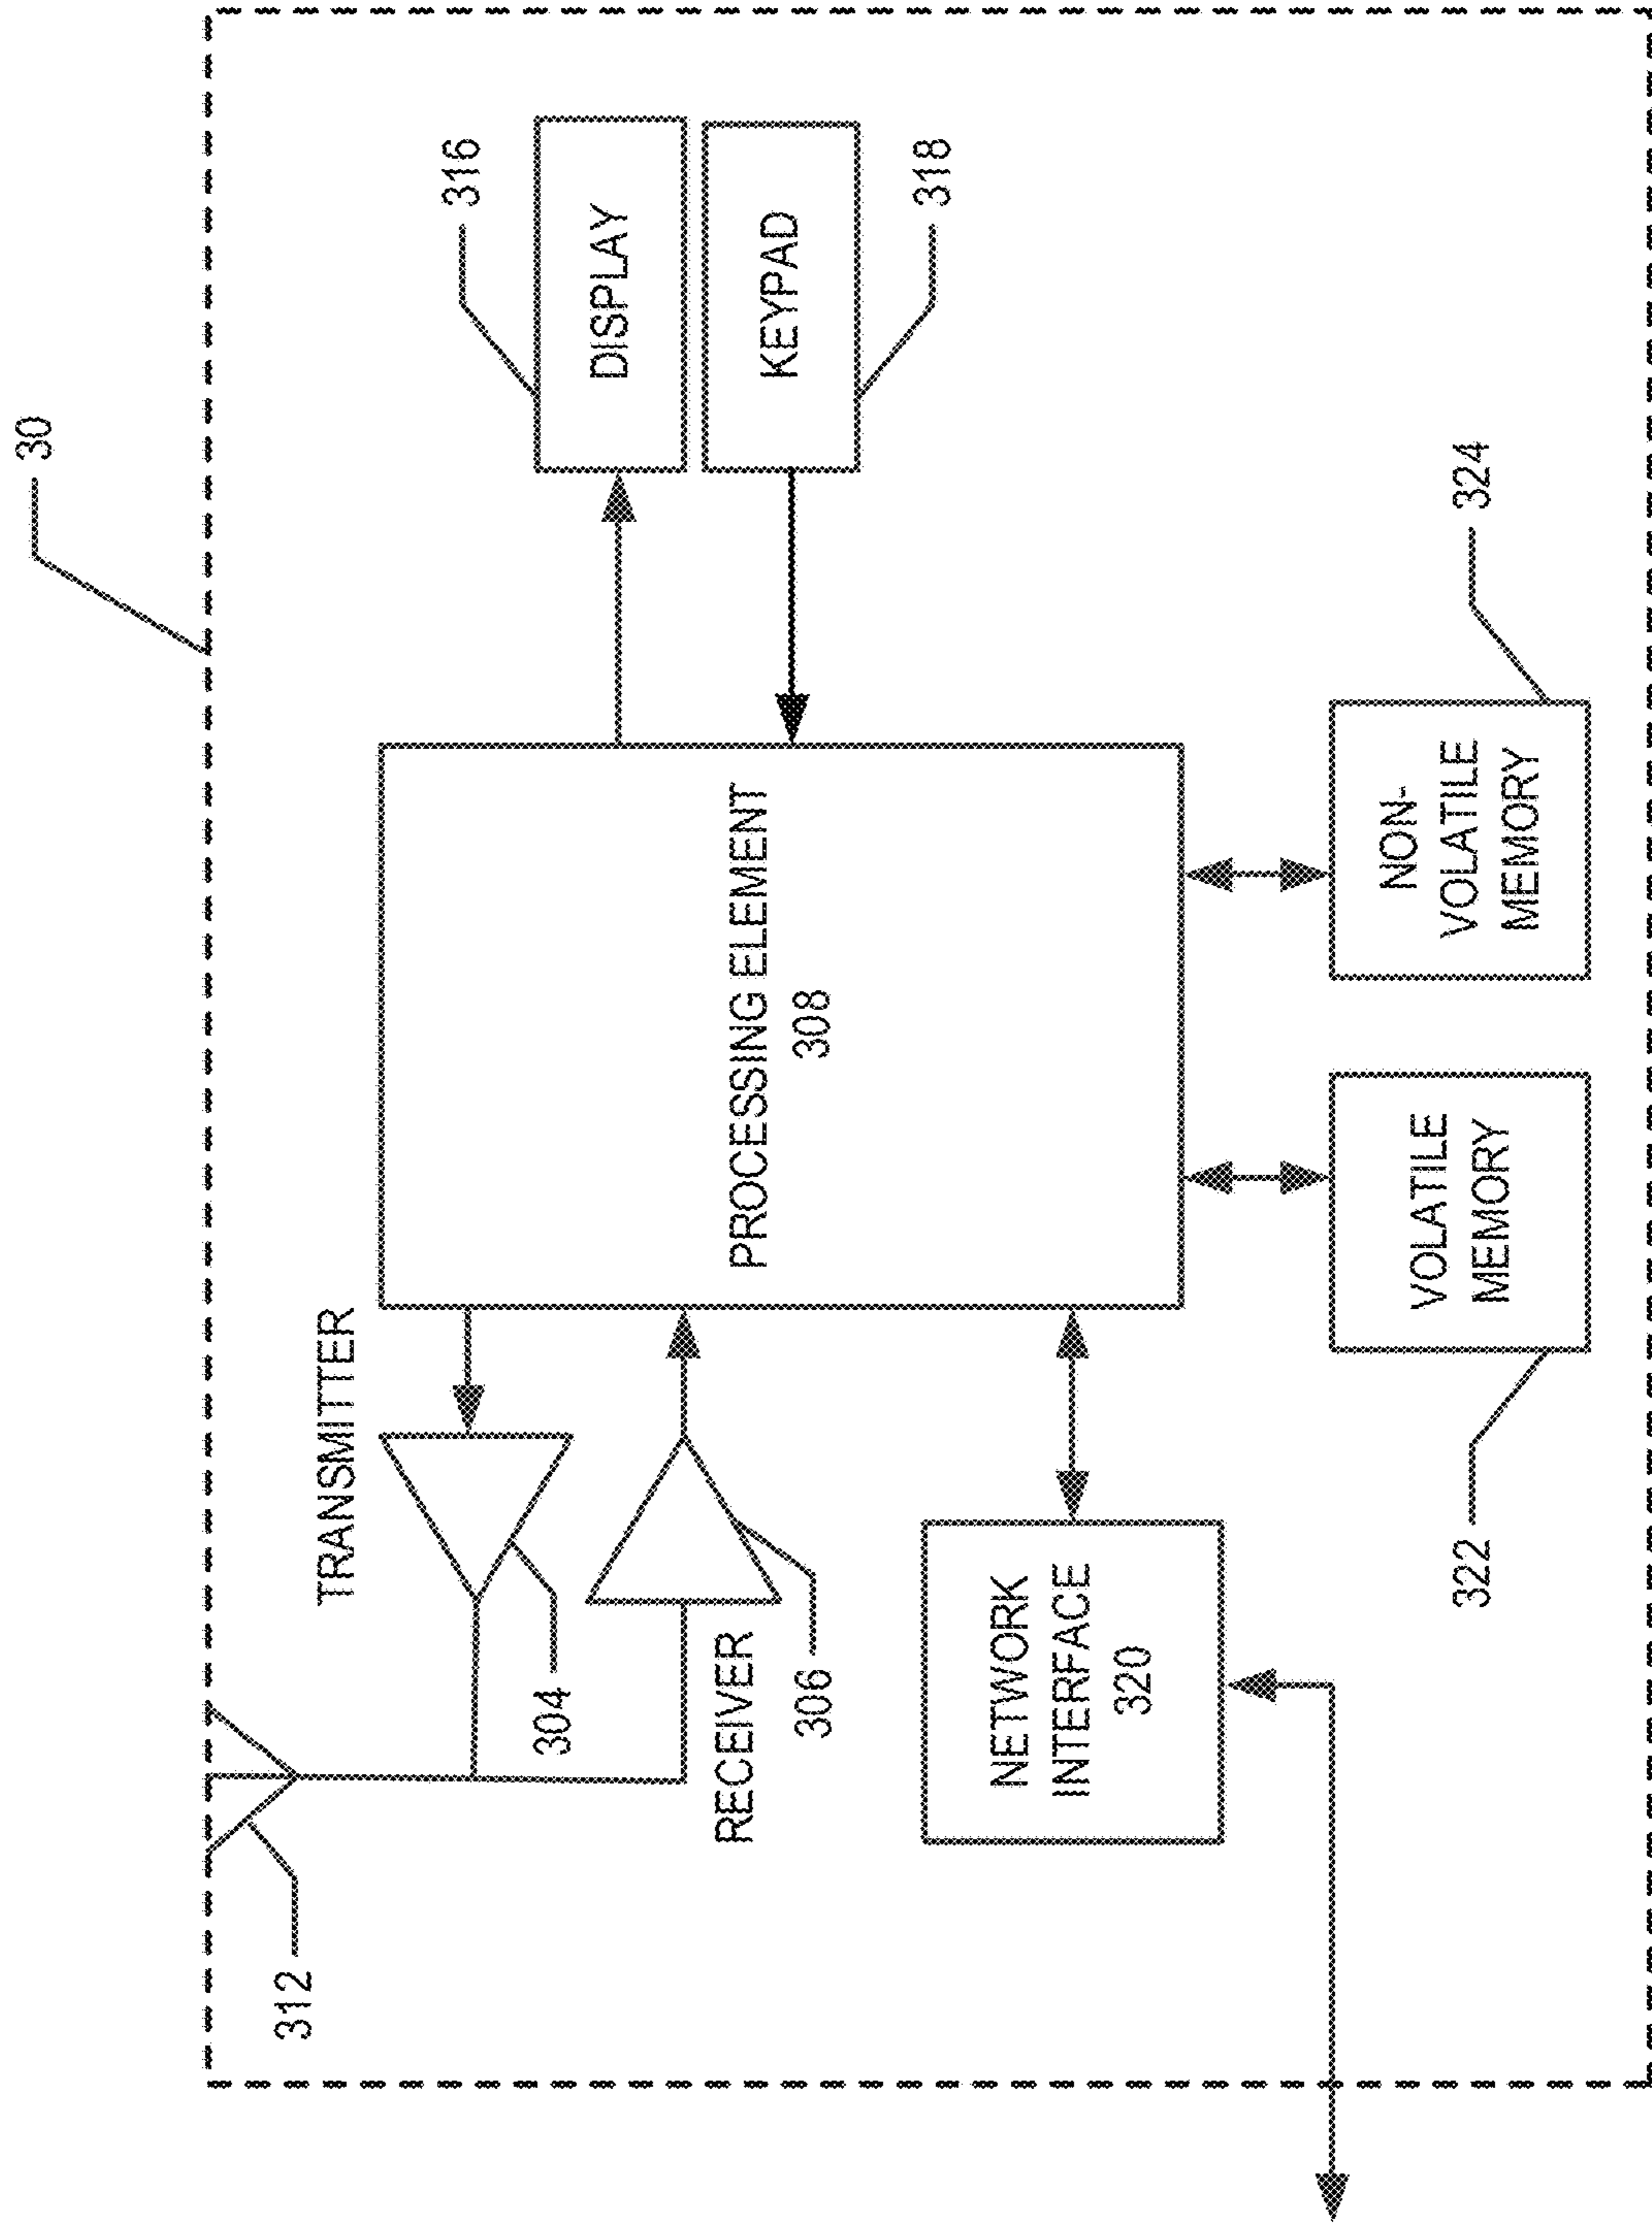 30
312
TRANSMITTER
304
RECEIVER
306
PROCESSING ELEMENT
308
316
DISPLAY
KEYPAD
318
NETWORK
INTERFACE
320
322
VOLATILE
MEMORY
NON-
VOLATILE
MEMORY
324